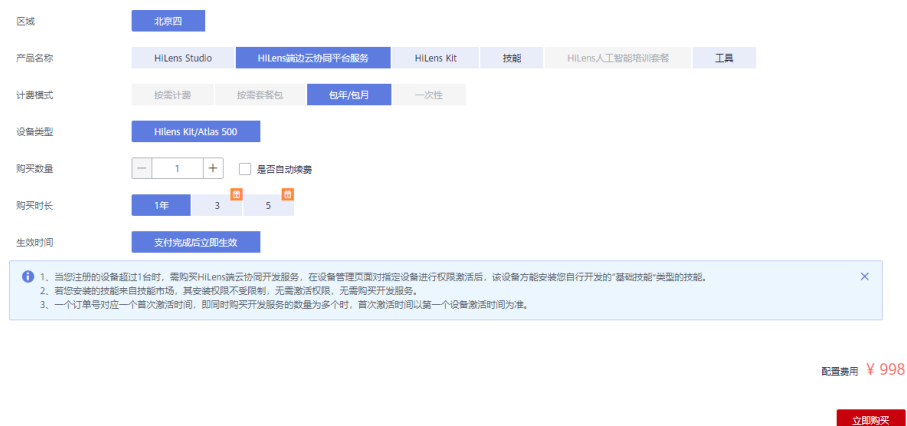 区域 北京四
产品名称 HiLens Studio HiLens端边云协同平台服务 HiLens Kit 技能 HiLens人工智能培训套餐 工具
计费模式 按需计费 按需套餐包 包年/包月 一次性
设备类型 Hilens Kit/Atlas 500
购买数量 1 是否自动续费
购买时长 1年 3 5
生效时间 支付完成后立即生效
1、当您注册的设备超过1台时，需购买HiLens端云协同开发服务，在设备管理页面对指定设备进行权限激活后，该设备方能安装您自行开发的"基础技能"类型的技能。
2、若您安装的技能来自技能市场，其安装权限不受限制，无需激活权限，无需购买开发服务。
3、一个订单号对应一个首次激活时间，即同时购买开发服务的数量为多个时，首次激活时间以第一个设备激活时间为准。
配置费用 ¥ 998
立即购买